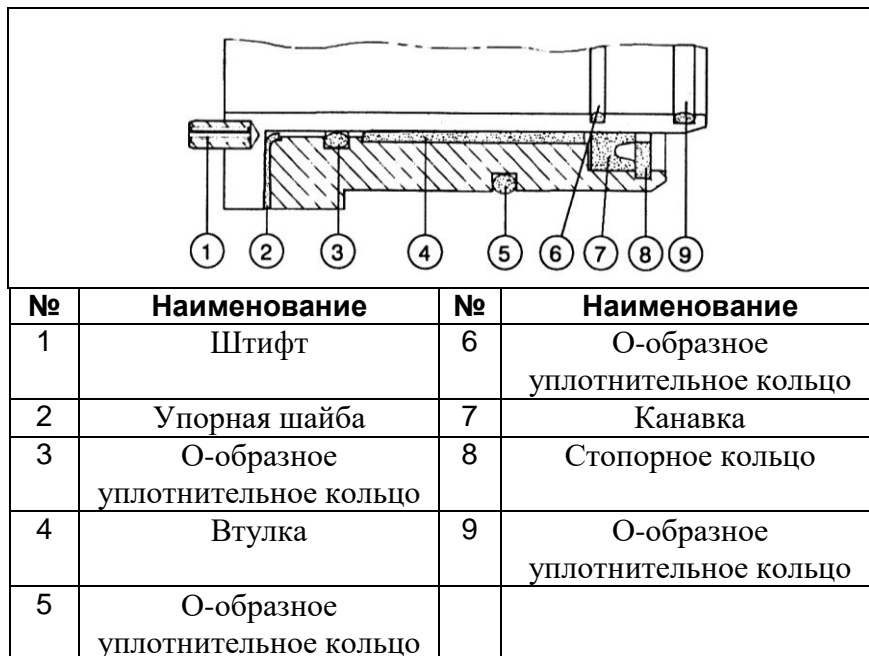 1 2 3 4 5 6 7 8 9
№ Наименование № Наименование
1 Штифт 6 О-образное
уплотнительное кольцо
2 Упорная шайба 7 Канавка
3 О-образное 8 Стопорное кольцо
уплотнительное кольцо
4 Втулка 9 О-образное
уплотнительное кольцо
5 О-образное
уплотнительное кольцо